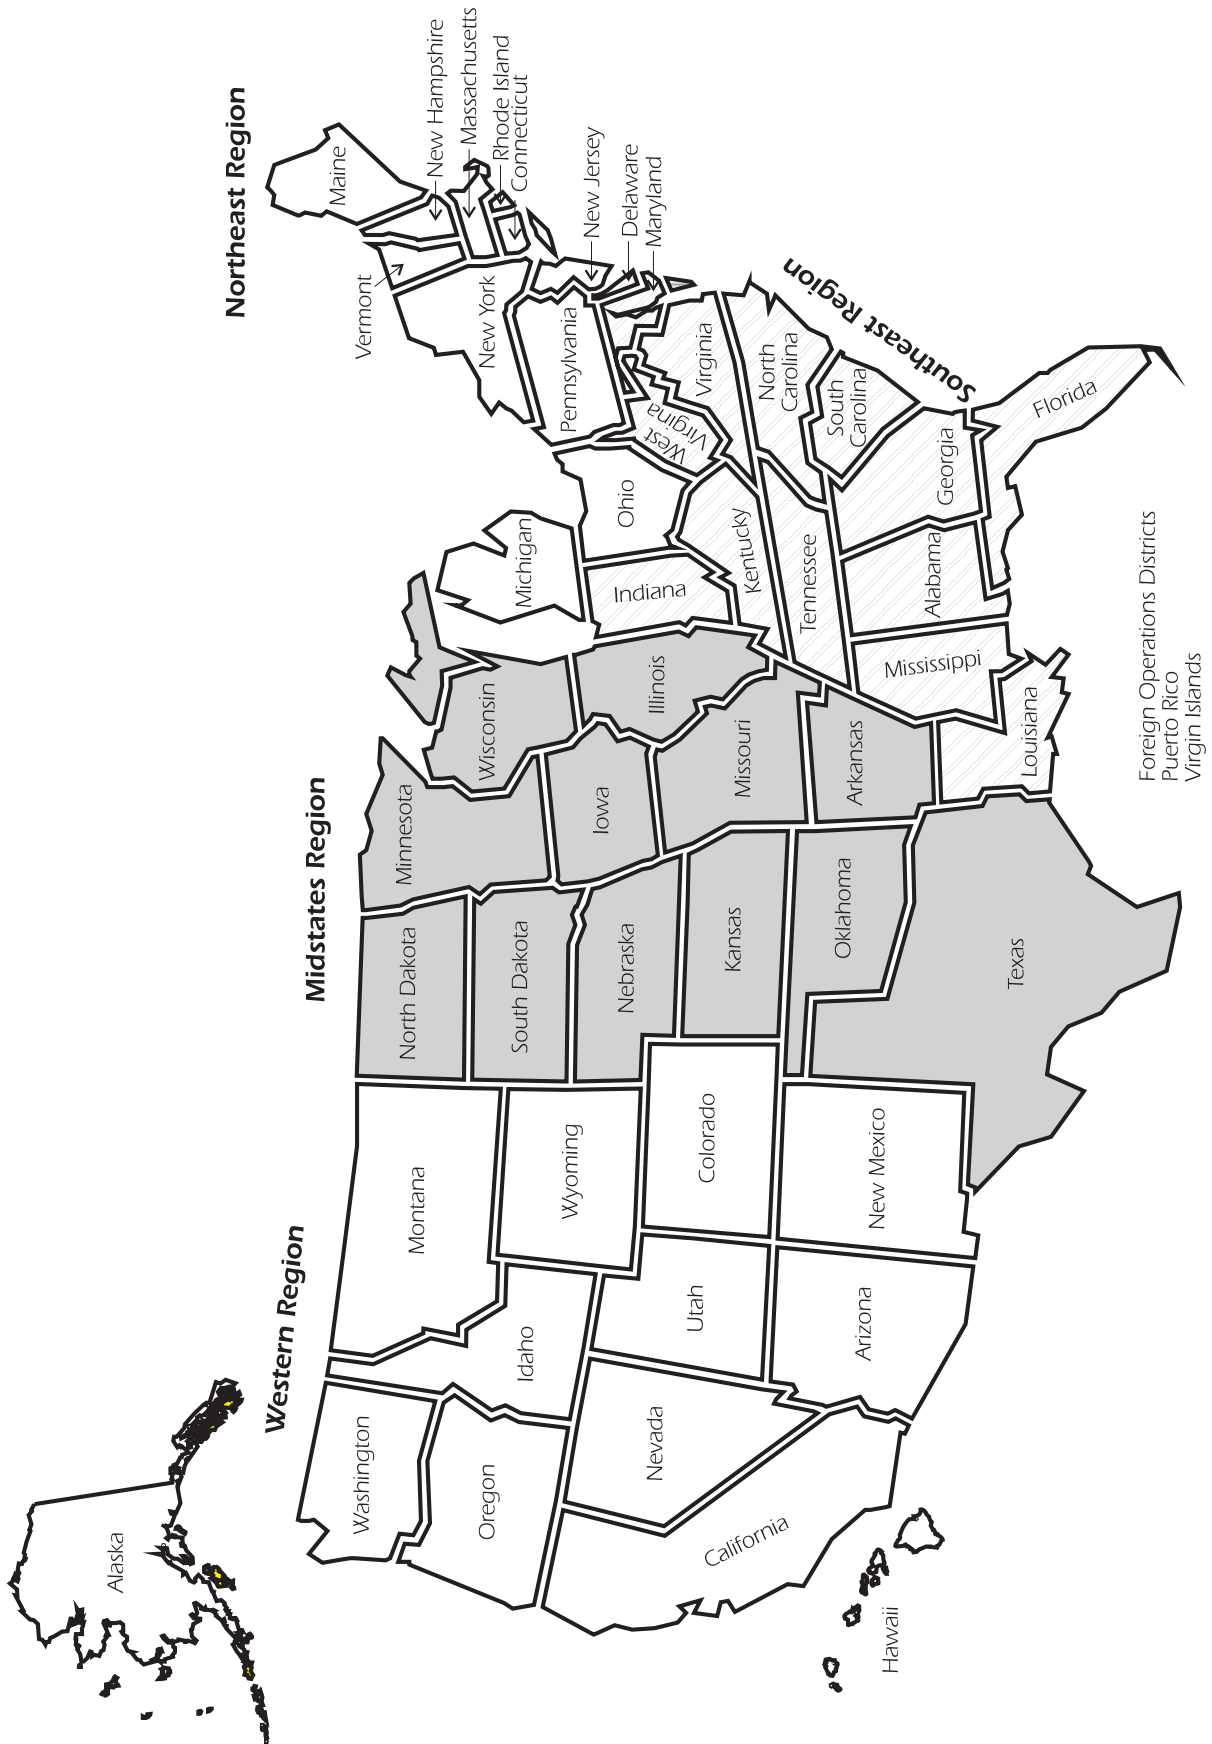 Alaska
Hawaii
Western Region
Washington
Oregon
California
Nevada
Idaho
Montana
Wyoming
Utah
Colorado
Arizona
New Mexico
Midstates Region
North Dakota
South Dakota
Nebraska
Kansas
Oklahoma
Texas
Minnesota
Iowa
Missouri
Arkansas
Wisconsin
Illinois
Northeast Region
Michigan
Ohio
Pennsylvania
New York
Vermont
Maine
New Hampshire
Massachusetts
Rhode Island
Connecticut
New Jersey
Delaware
Maryland
Southeast Region
Indiana
Kentucky
Tennessee
West
Virgina
Virginia
North
Carolina
South
Carolina
Georgia
Florida
Alabama
Mississippi
Louisiana
Foreign Operations Districts
Puerto Rico
Virgin Islands